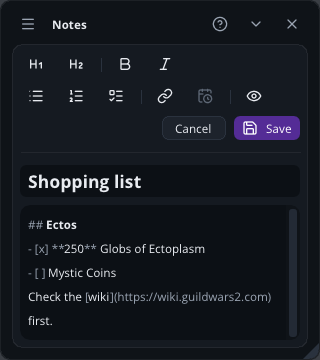 Notes
H1 H2 B I
Cancel Save
Shopping list
## Ectos
- [x] **250** Globs of Ectoplasm
- [ ] Mystic Coins
Check the [wiki](https://wiki.guildwars2.com)
first.